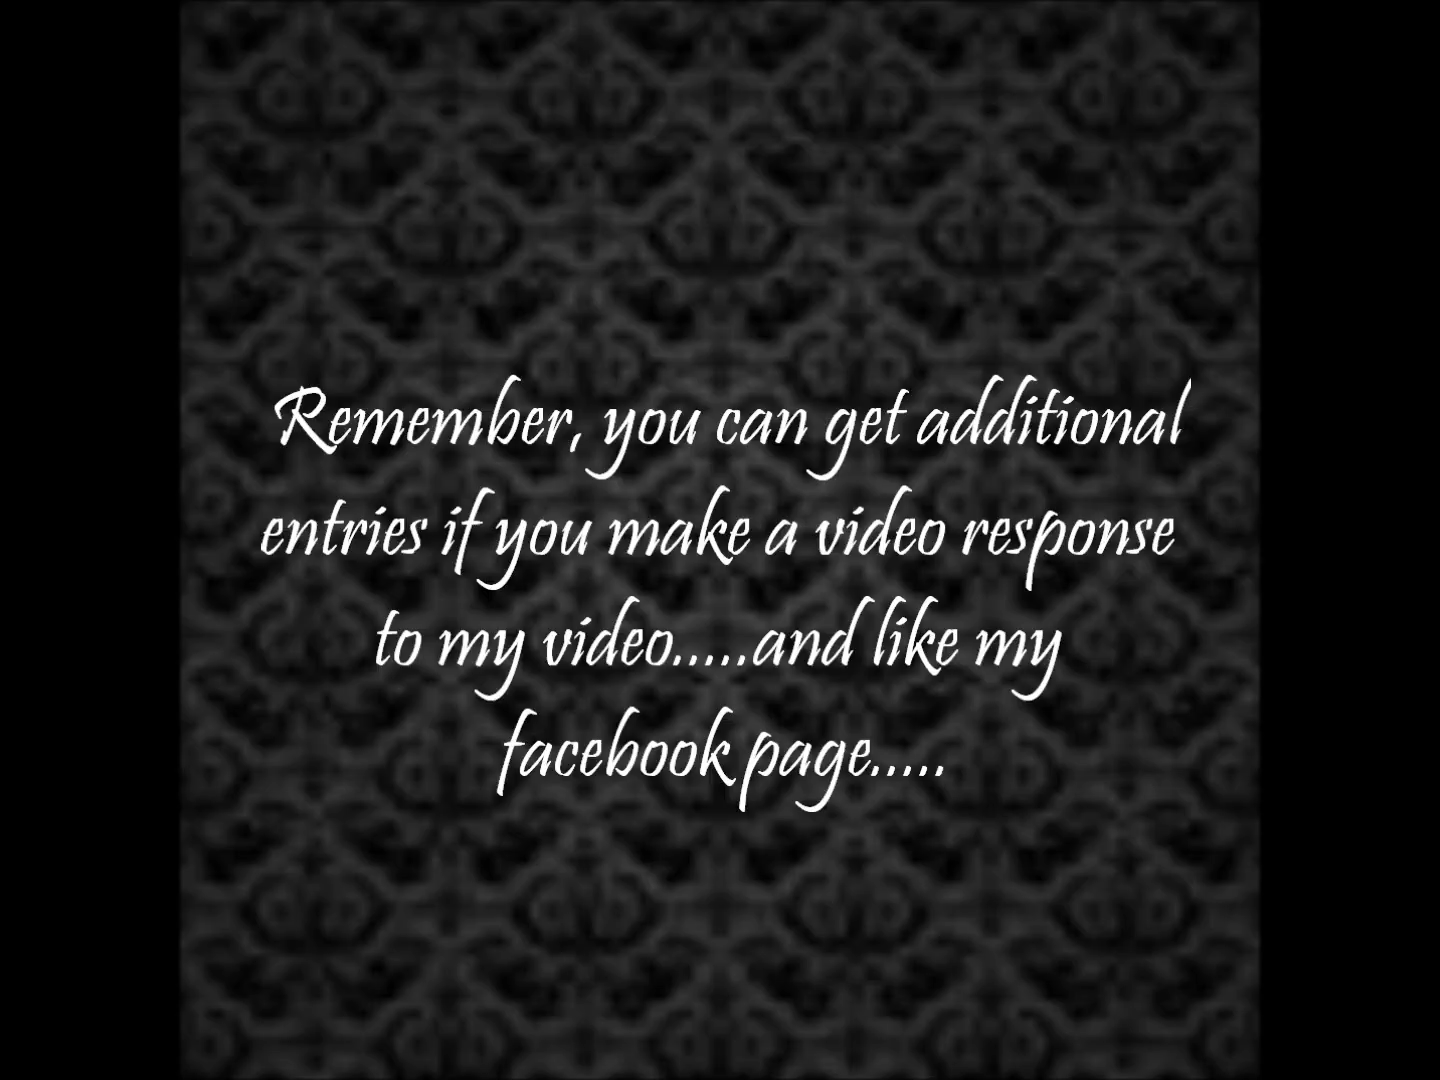 Remember, you can get additional
entries if you make a video response
to my video.....and like my
facebook page.....